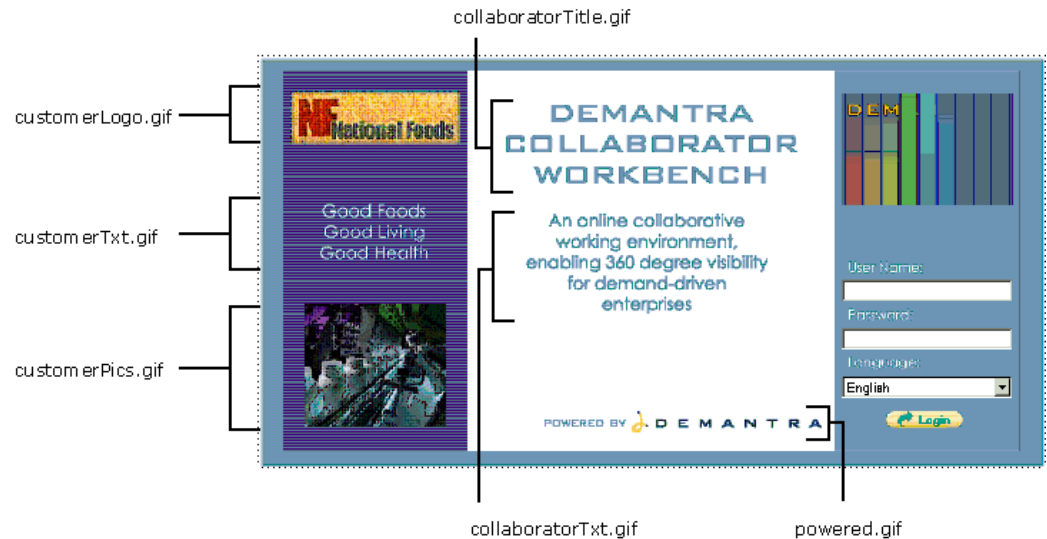 collaboratorTitle.gif
customerLogo.gif
NF
National Foods
DEMANTRA
COLLABORATOR
WORKBENCH
DEM
customerTxt.gif
Good Foods
Good Living
Good Health
An online collaborative
working environment,
enabling 360 degree visibility
for demand-driven
enterprises
User Name:
Password:
customerPics.gif
Language:
English
Login
POWERED BY DEMANTRA
collaboratorTxt.gif
powered.gif